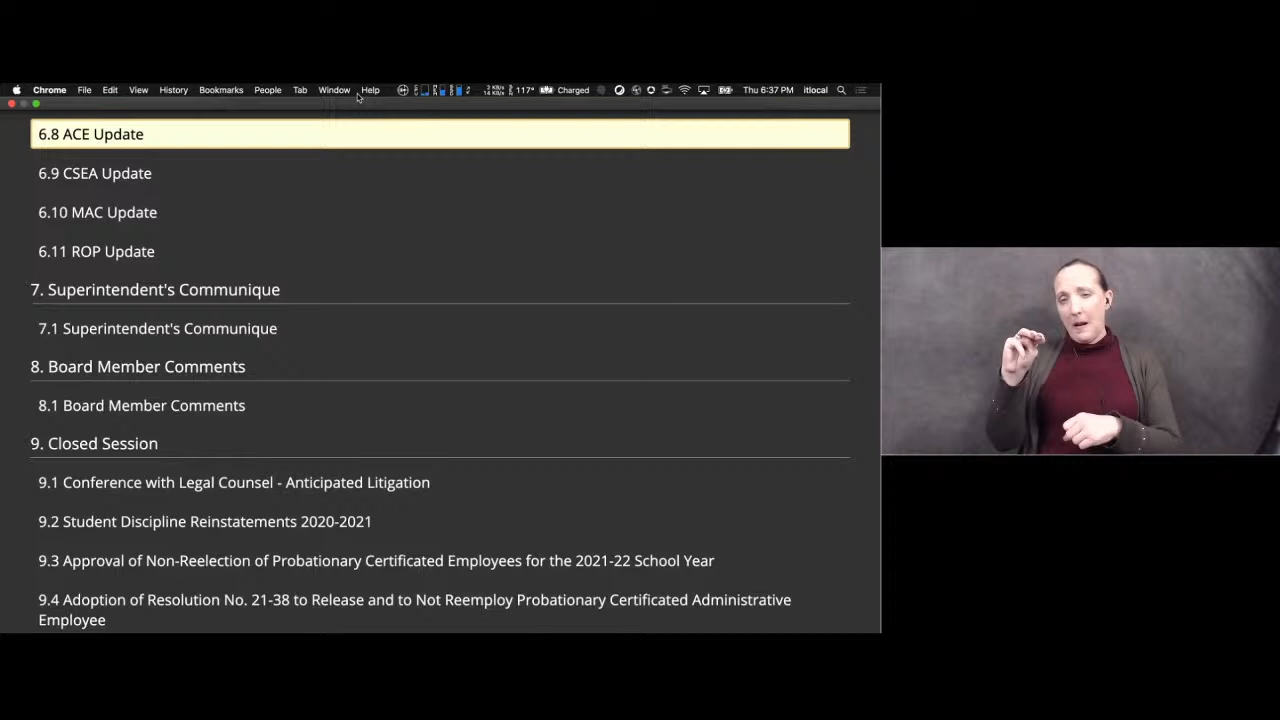 Chrome File Edit View History Bookmarks People Tab Window Help 117° Charged Thu 6:37 PM itlocal
6.8 ACE Update
6.9 CSEA Update
6.10 MAC Update
6.11 ROP Update
7. Superintendent's Communique
7.1 Superintendent's Communique
8. Board Member Comments
8.1 Board Member Comments
9. Closed Session
9.1 Conference with Legal Counsel - Anticipated Litigation
9.2 Student Discipline Reinstatements 2020-2021
9.3 Approval of Non-Reelection of Probationary Certificated Employees for the 2021-22 School Year
9.4 Adoption of Resolution No. 21-38 to Release and to Not Reemploy Probationary Certificated Administrative
Employee